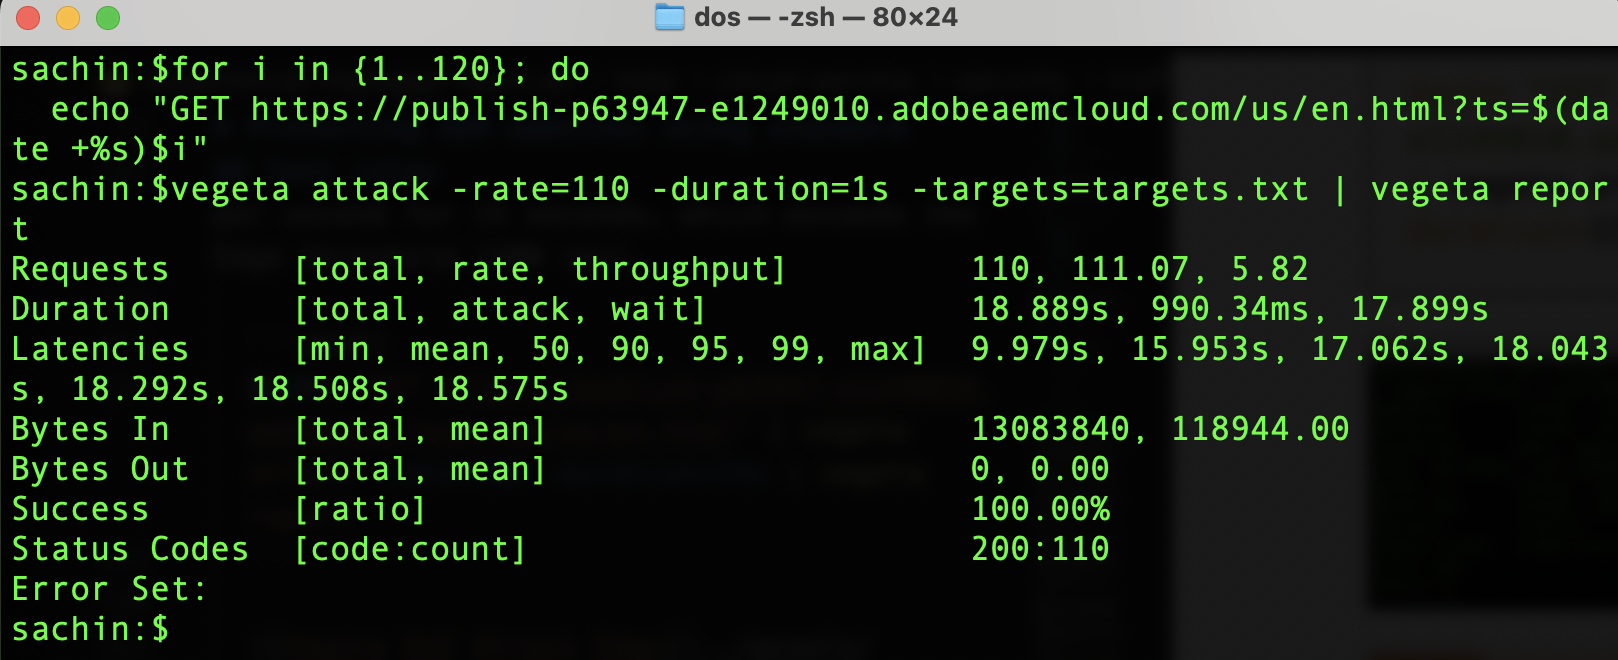 dos — -zsh — 80×24
sachin:$for i in {1..120}; do
  echo "GET https://publish-p63947-e1249010.adobeaemcloud.com/us/en.html?ts=$(da
te +%s)$i"
sachin:$vegeta attack -rate=110 -duration=1s -targets=targets.txt | vegeta repor
t
Requests      [total, rate, throughput]         110, 111.07, 5.82
Duration      [total, attack, wait]             18.889s, 990.34ms, 17.899s
Latencies     [min, mean, 50, 90, 95, 99, max]  9.979s, 15.953s, 17.062s, 18.043
s, 18.292s, 18.508s, 18.575s
Bytes In      [total, mean]                     13083840, 118944.00
Bytes Out     [total, mean]                     0, 0.00
Success       [ratio]                           100.00%
Status Codes  [code:count]                      200:110
Error Set:
sachin:$